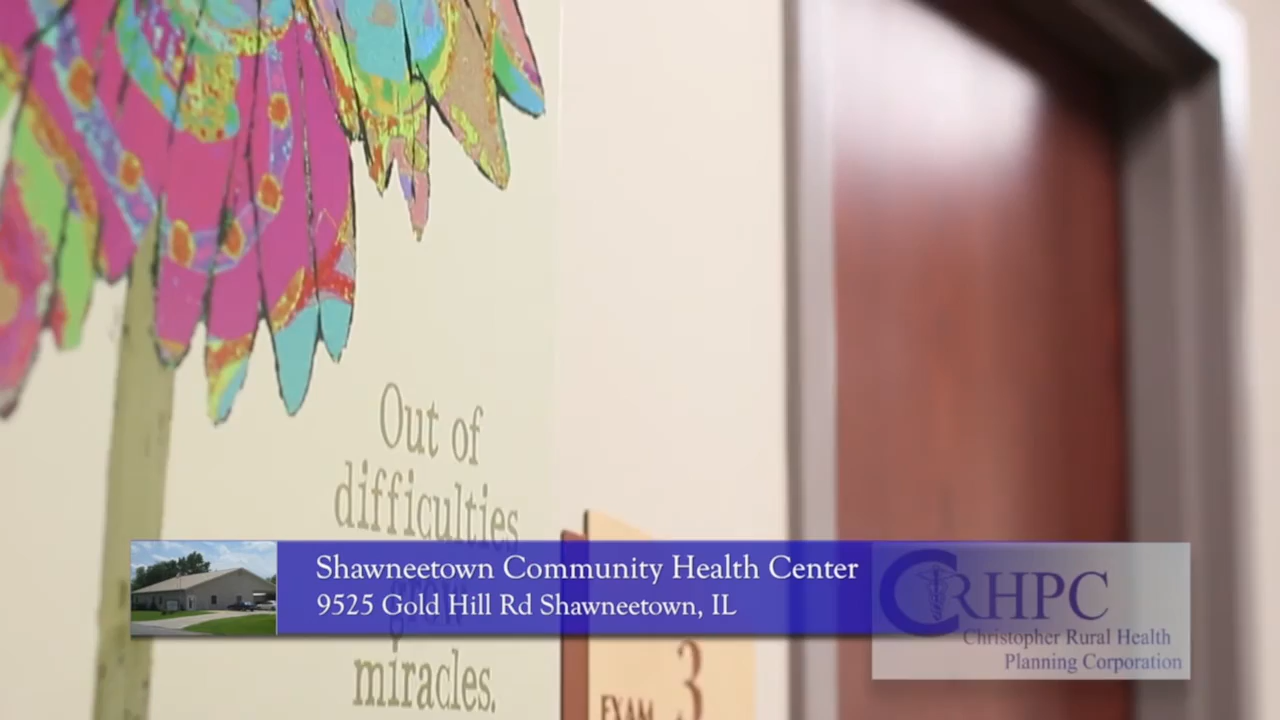 Out of
difficulties
grow
miracles.
Shawneetown Community Health Center
9525 Gold Hill Rd Shawneetown, IL
CRHPC
Christopher Rural Health
Planning Corporation
EXAM 3